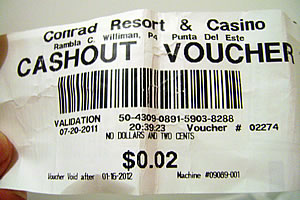 Conrad Resort & Casino
Rambla C. Williman, P4 Punta Del Este
CASHOUT VOUCHER
VALIDATION 50-4309-0891-5903-8288
07-20-2011 20:39:23 Voucher # 02274
NO DOLLARS AND TWO CENTS
$0.02
Voucher Void after 01-16-2012 Machine #09089-001